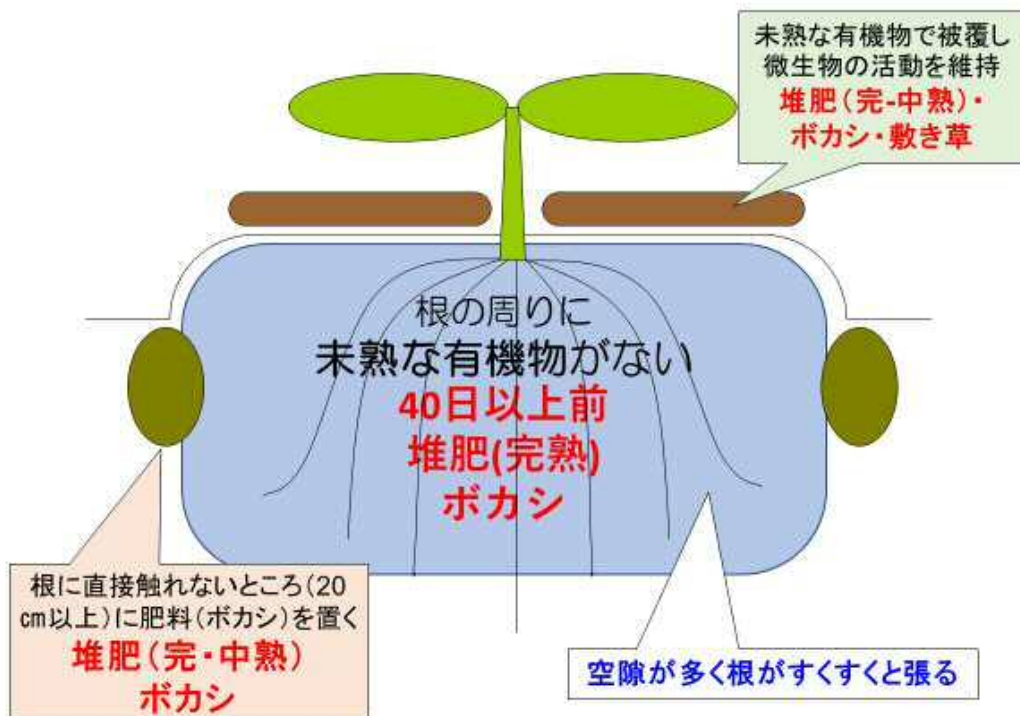 未熟な有機物で被覆し
微生物の活動を維持
堆肥(完-中熟)・
ボカシ・敷き草
根の周りに
未熟な有機物がない
40日以上前
堆肥(完熟)
ボカシ
根に直接触れないところ(20
㎝以上)に肥料(ボカシ)を置く
堆肥(完・中熟)
ボカシ
空隙が多く根がすくすくと張る